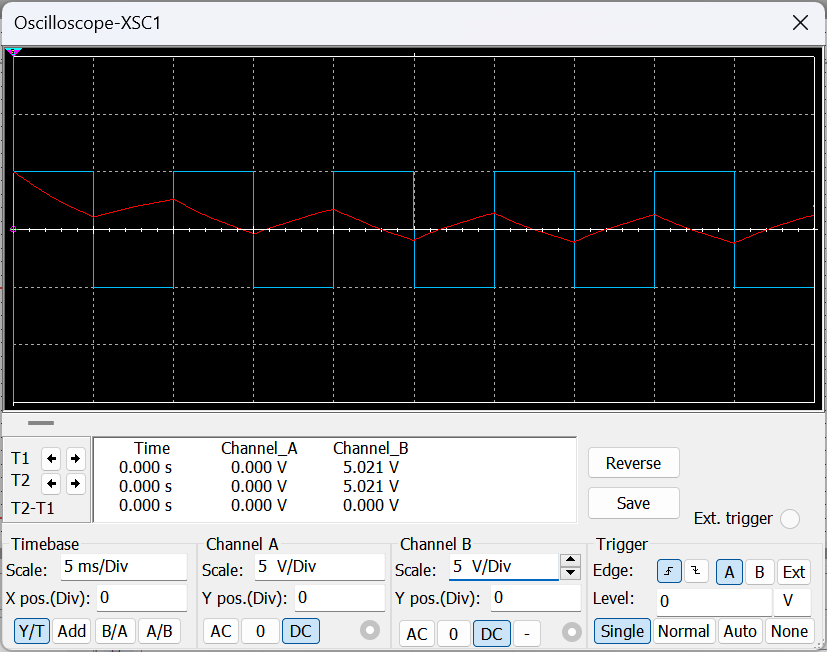 Oscilloscope-XSC1
Time Channel_A Channel_B
T1 0.000 s 0.000 V 5.021 V
T2 0.000 s 0.000 V 5.021 V
T2-T1 0.000 s 0.000 V 0.000 V
Reverse
Save
Ext. trigger
Timebase
Scale: 5 ms/Div
X pos.(Div): 0
Y/T Add B/A A/B
Channel A
Scale: 5 V/Div
Y pos.(Div): 0
AC 0 DC
Channel B
Scale: 5 V/Div
Y pos.(Div): 0
AC 0 DC -
Trigger
Edge: A B Ext
Level: 0 V
Single Normal Auto None